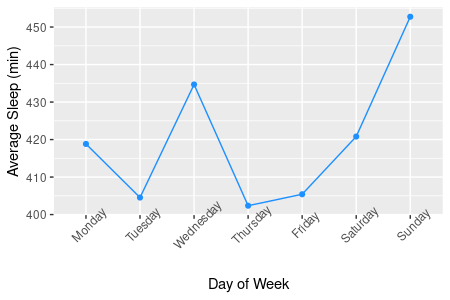 Average Sleep (min)
450
440
430
420
410
400
Monday
Tuesday
Wednesday
Thursday
Friday
Saturday
Sunday
Day of Week